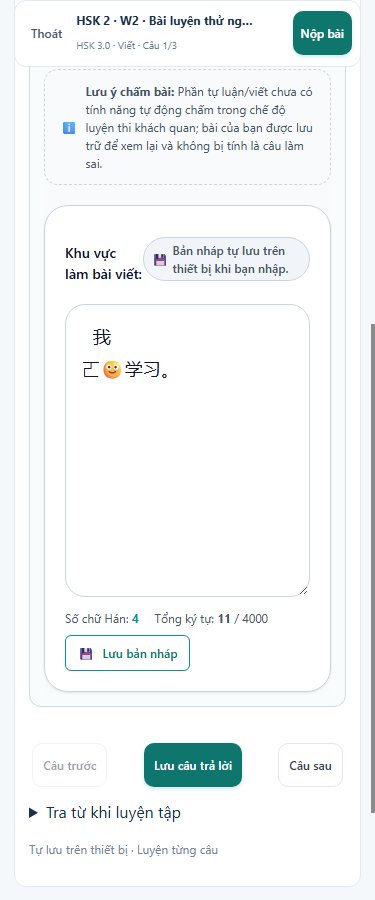 Thoát
HSK 2 · W2 · Bài luyện thử ng...
HSK 3.0 · Viết · Câu 1/3
Nộp bài
Lưu ý chấm bài: Phần tự luận/viết chưa có
tính năng tự động chấm trong chế độ
luyện thi khách quan; bài của bạn được lưu
trữ để xem lại và không bị tính là câu làm
sai.
Khu vực
làm bài viết:
Bản nháp tự lưu trên
thiết bị khi bạn nhập.
我
𠀾🙂学习。
Số chữ Hán: 4 Tổng ký tự: 11 / 4000
Lưu bản nháp
Câu trước
Lưu câu trả lời
Câu sau
Tra từ khi luyện tập
Tự lưu trên thiết bị · Luyện từng câu